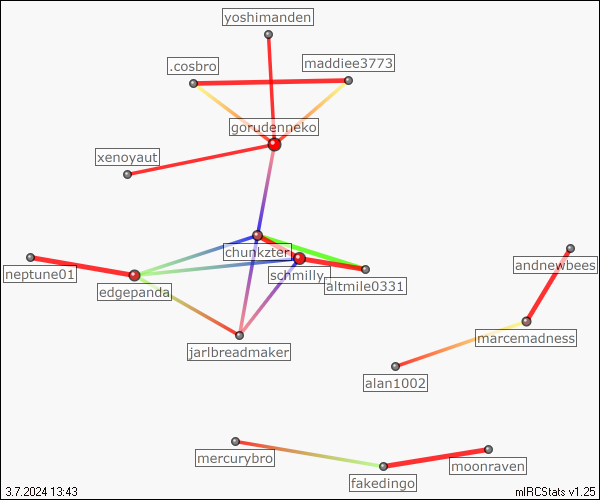 yoshimanden
.cosbro
maddiee3773
gorudenneko
xenoyaut
chunkzter
andnewbees
neptune01
schmilly_
edgepanda
altmile0331
marcemadness
jarlbreadmaker
alan1002
mercurybro
moonraven
fakedingo
3.7.2024 13:43
mIRCStats v1.25